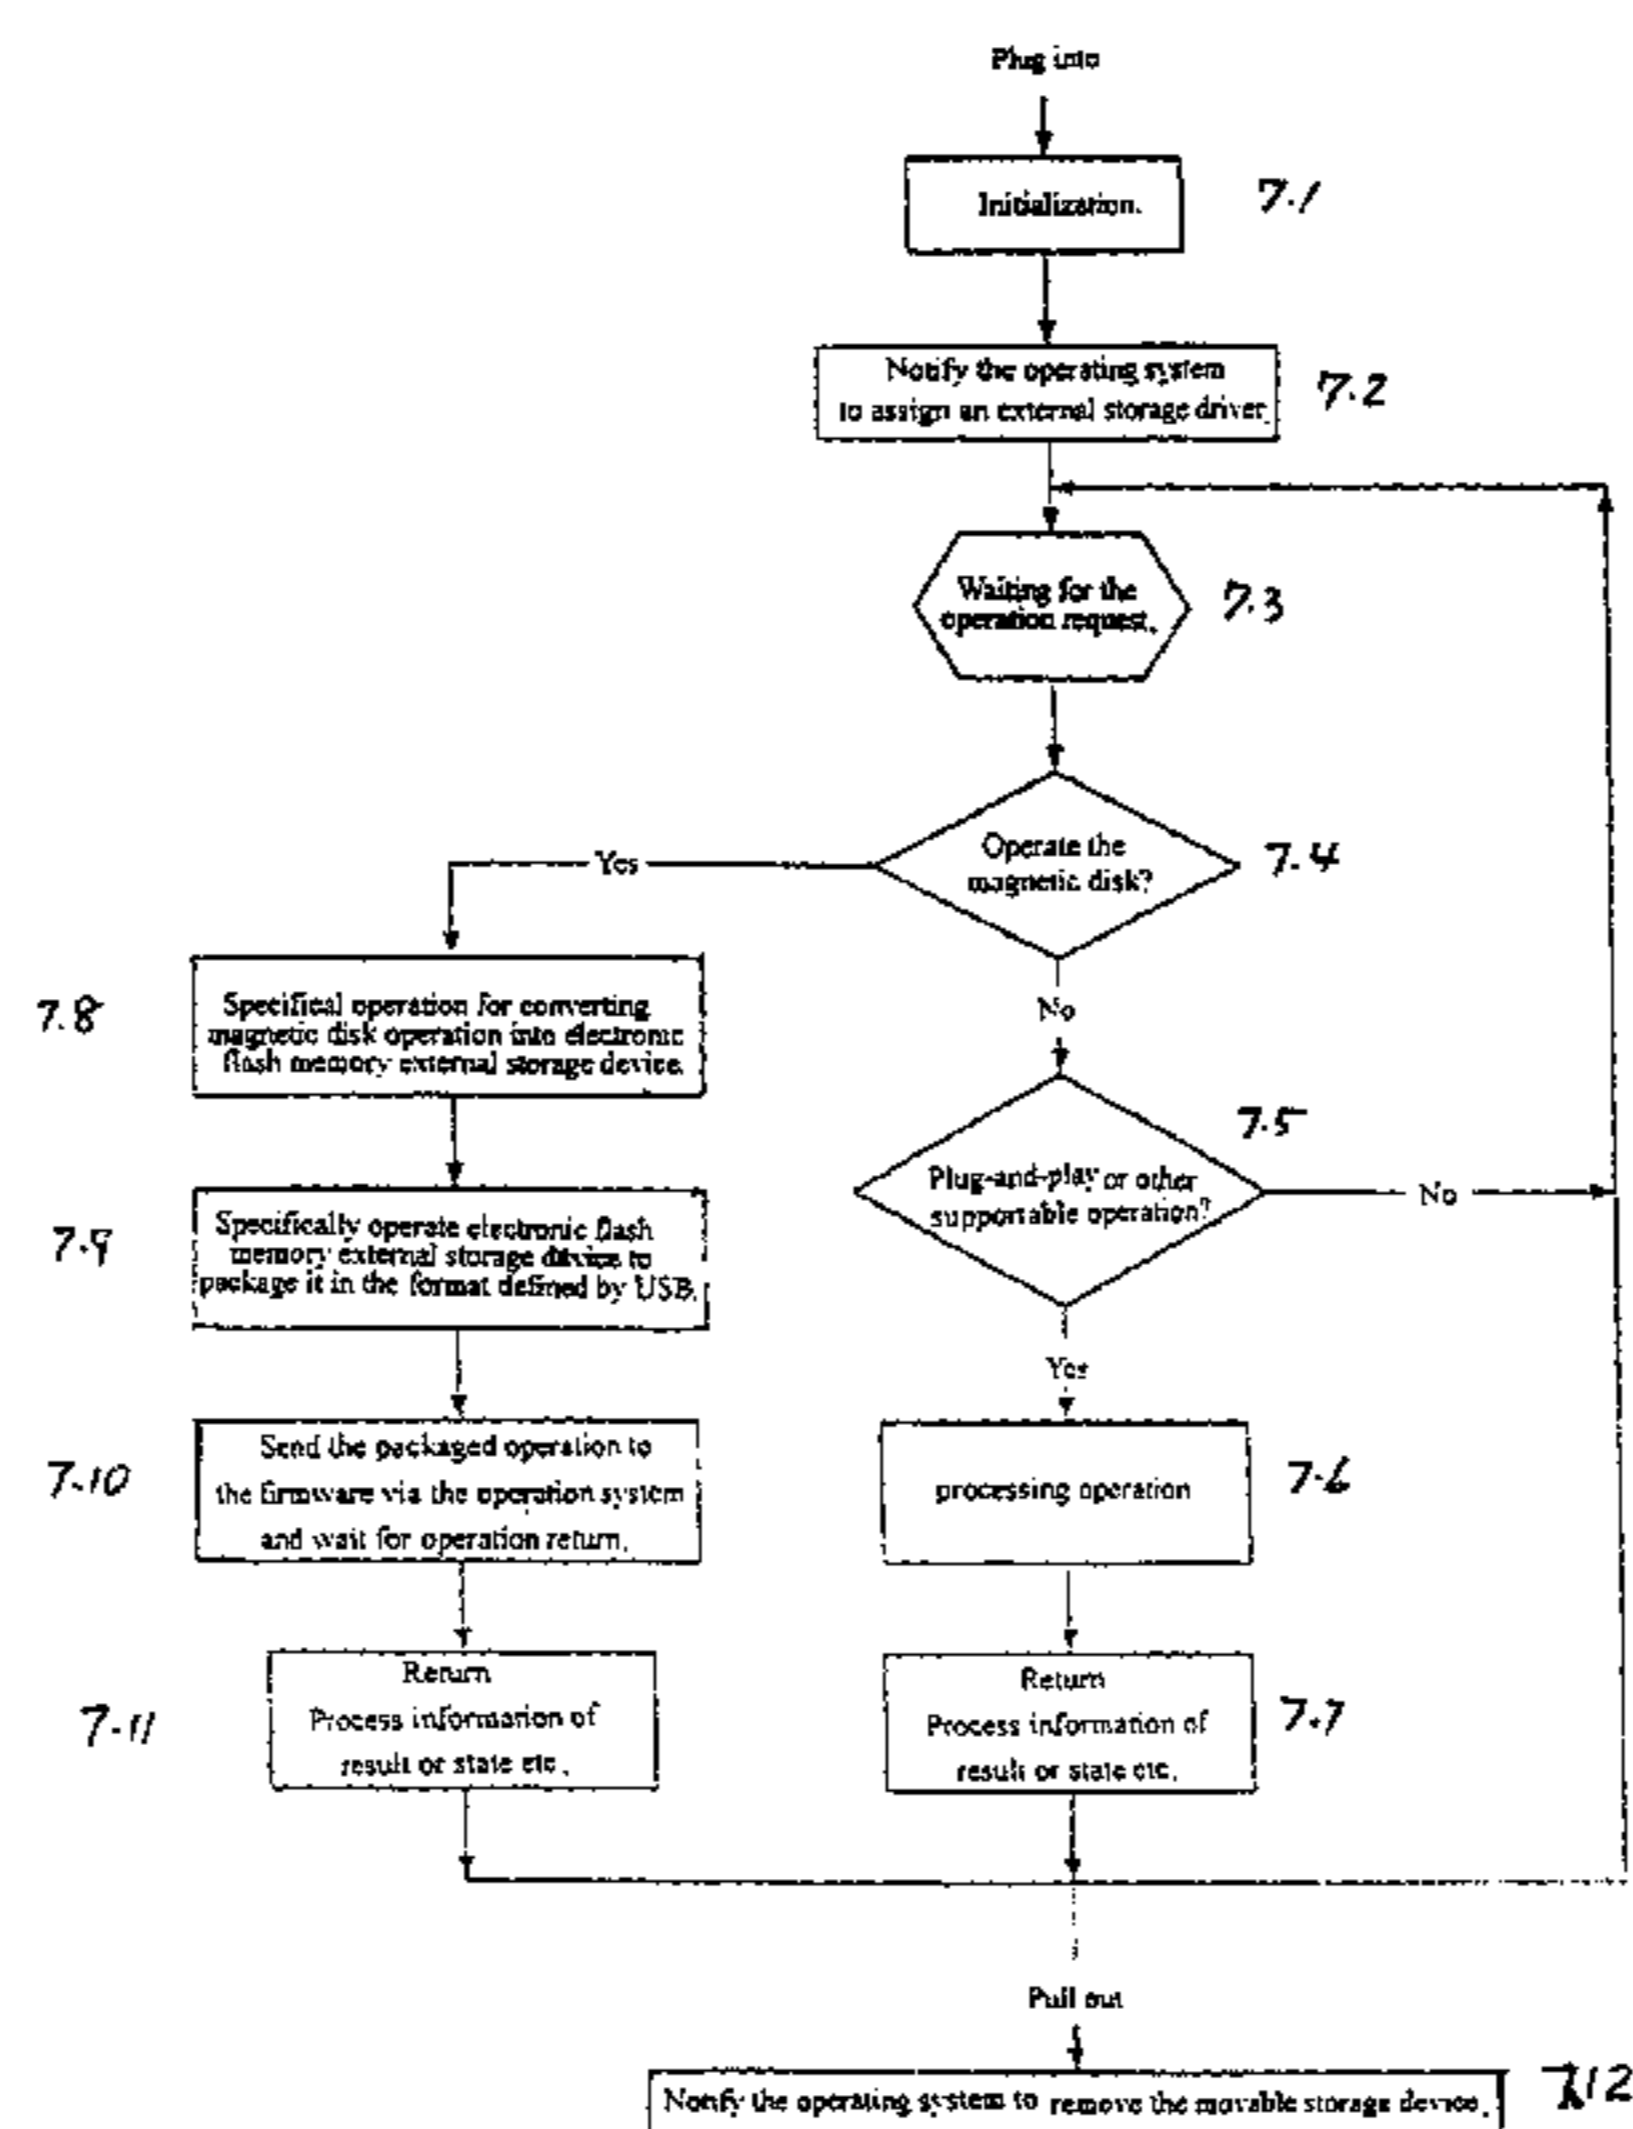 Plug into
Initialization.
7.1
Notify the operating system
to assign an external storage driver.
7.2
Waiting for the
operation request.
7.3
Operate the
magnetic disk?
7.4
Yes
No
Specifical operation for converting
magnetic disk operation into electronic
flash memory external storage device.
7.8
Plug-and-play or other
supportable operation?
7.5
No
Yes
Specifically operate electronic flash
memory external storage device to
package it in the format defined by USB.
7.9
Send the packaged operation to
the firmware via the operation system
and wait for operation return.
7.10
processing operation
7.6
Return
Process information of
result or state etc.
7.11
Return
Process information of
result or state etc.
7.7
Pull out
Notify the operating system to remove the movable storage device.
7.12